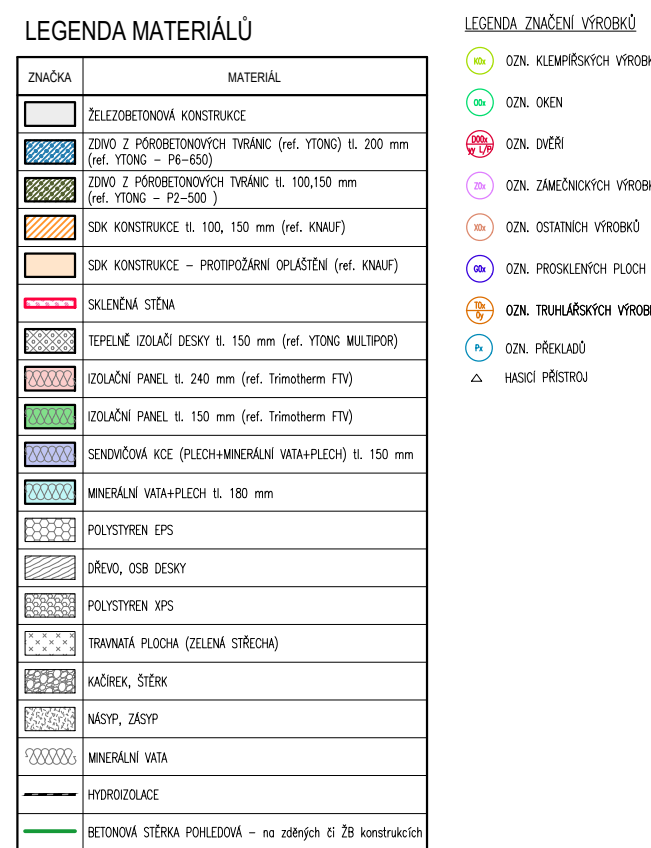 LEGENDA MATERIÁLŮ
ZNAČKA MATERIÁL
ŽELEZOBETONOVÁ KONSTRUKCE
ZDIVO Z PÓROBETONOVÝCH TVRÁNIC (ref. YTONG) tl. 200 mm
(ref. YTONG – P6–650)
ZDIVO Z PÓROBETONOVÝCH TVRÁNIC tl. 100,150 mm
(ref. YTONG – P2–500 )
SDK KONSTRUKCE tl. 100, 150 mm (ref. KNAUF)
SDK KONSTRUKCE – PROTIPOŽÁRNÍ OPLÁŠTĚNÍ (ref. KNAUF)
SKLENĚNÁ STĚNA
TEPELNĚ IZOLAČÍ DESKY tl. 150 mm (ref. YTONG MULTIPOR)
IZOLAČNÍ PANEL tl. 240 mm (ref. Trimotherm FTV)
IZOLAČNÍ PANEL tl. 150 mm (ref. Trimotherm FTV)
SENDVIČOVÁ KCE (PLECH+MINERÁLNÍ VATA+PLECH) tl. 150 mm
MINERÁLNÍ VATA+PLECH tl. 180 mm
POLYSTYREN EPS
DŘEVO, OSB DESKY
POLYSTYREN XPS
TRAVNATÁ PLOCHA (ZELENÁ STŘECHA)
KAČÍREK, ŠTĚRK
NÁSYP, ZÁSYP
MINERÁLNÍ VATA
HYDROIZOLACE
BETONOVÁ STĚRKA POHLEDOVÁ – na zděných či ŽB konstrukcích
LEGENDA ZNAČENÍ VÝROBKŮ
K0x OZN. KLEMPÍŘSKÝCH VÝROBK
O0x OZN. OKEN
D00x
yy L/P OZN. DVĚŘÍ
Z0x OZN. ZÁMEČNICKÝCH VÝROBK
X0x OZN. OSTATNÍCH VÝROBKŮ
G0x OZN. PROSKLENÝCH PLOCH
T0x
0y OZN. TRUHLÁŘSKÝCH VÝROBK
Px OZN. PŘEKLADŮ
HASICÍ PŘÍSTROJ